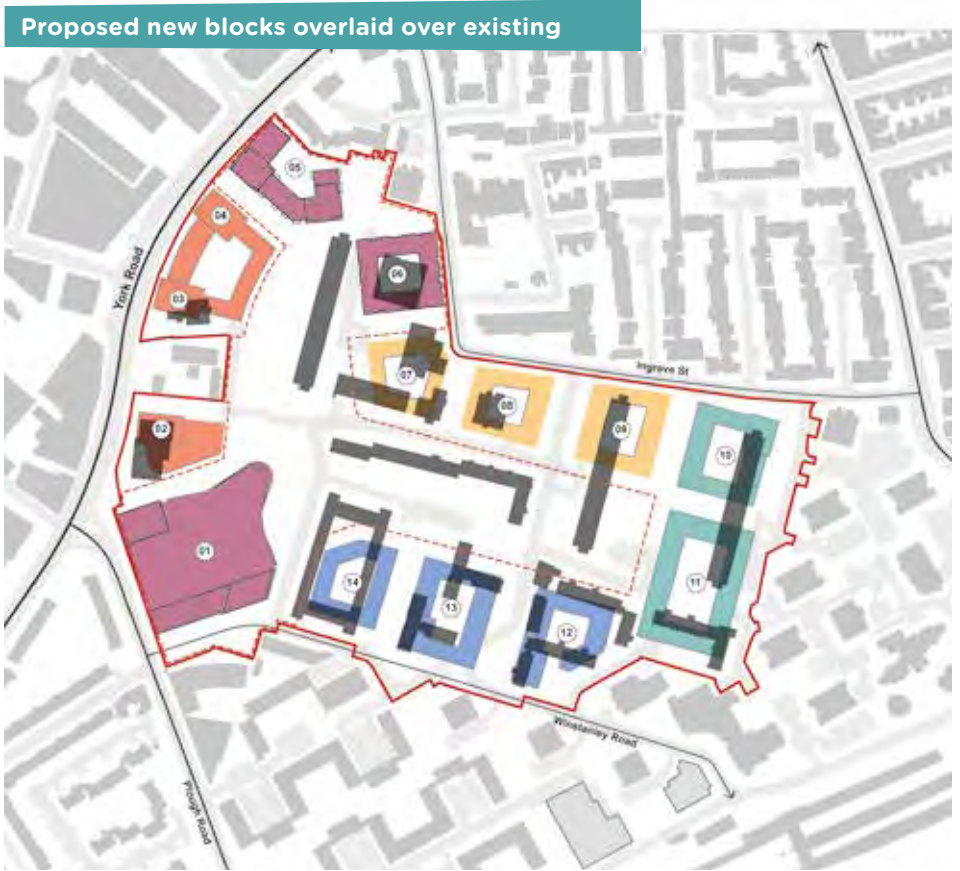 Proposed new blocks overlaid over existing
05
04
York Road
06
03
Ingrave St
07
08
02
09
10
01
14
11
13
12
Winstanley Road
Plough Road